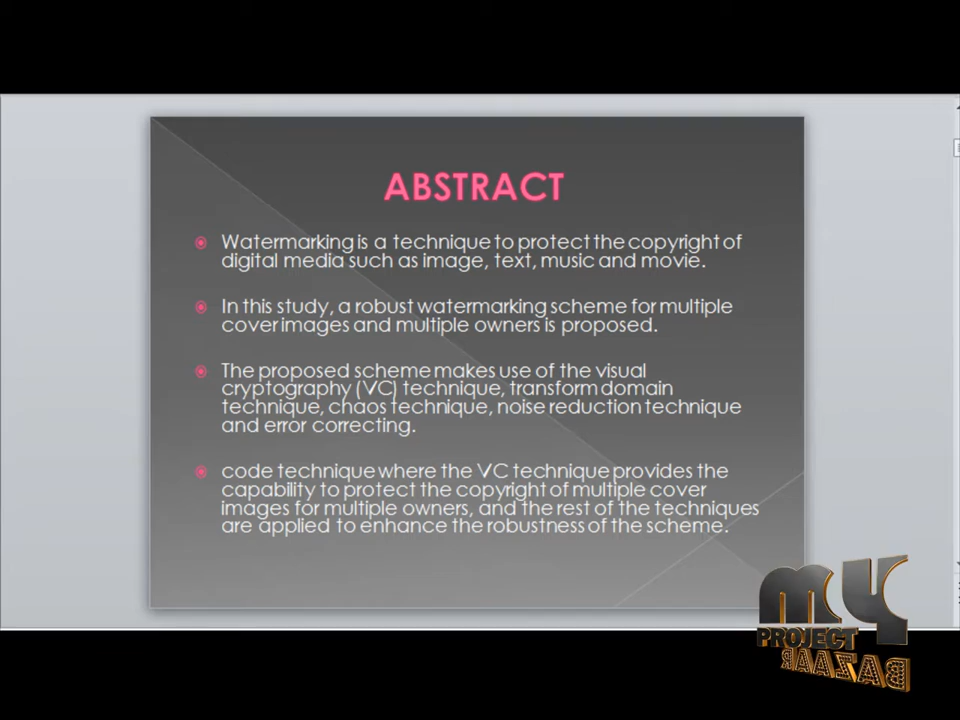 ABSTRACT
Watermarking is a technique to protect the copyright of
digital media such as image, text, music and movie.
In this study, a robust watermarking scheme for multiple
cover images and multiple owners is proposed.
The proposed scheme makes use of the visual
cryptography (VC) technique, transform domain
technique, chaos technique, noise reduction technique
and error correcting.
code technique where the VC technique provides the
capability to protect the copyright of multiple cover
images for multiple owners, and the rest of the techniques
are applied to enhance the robustness of the scheme.
MY
PROJECT
BAZAAR